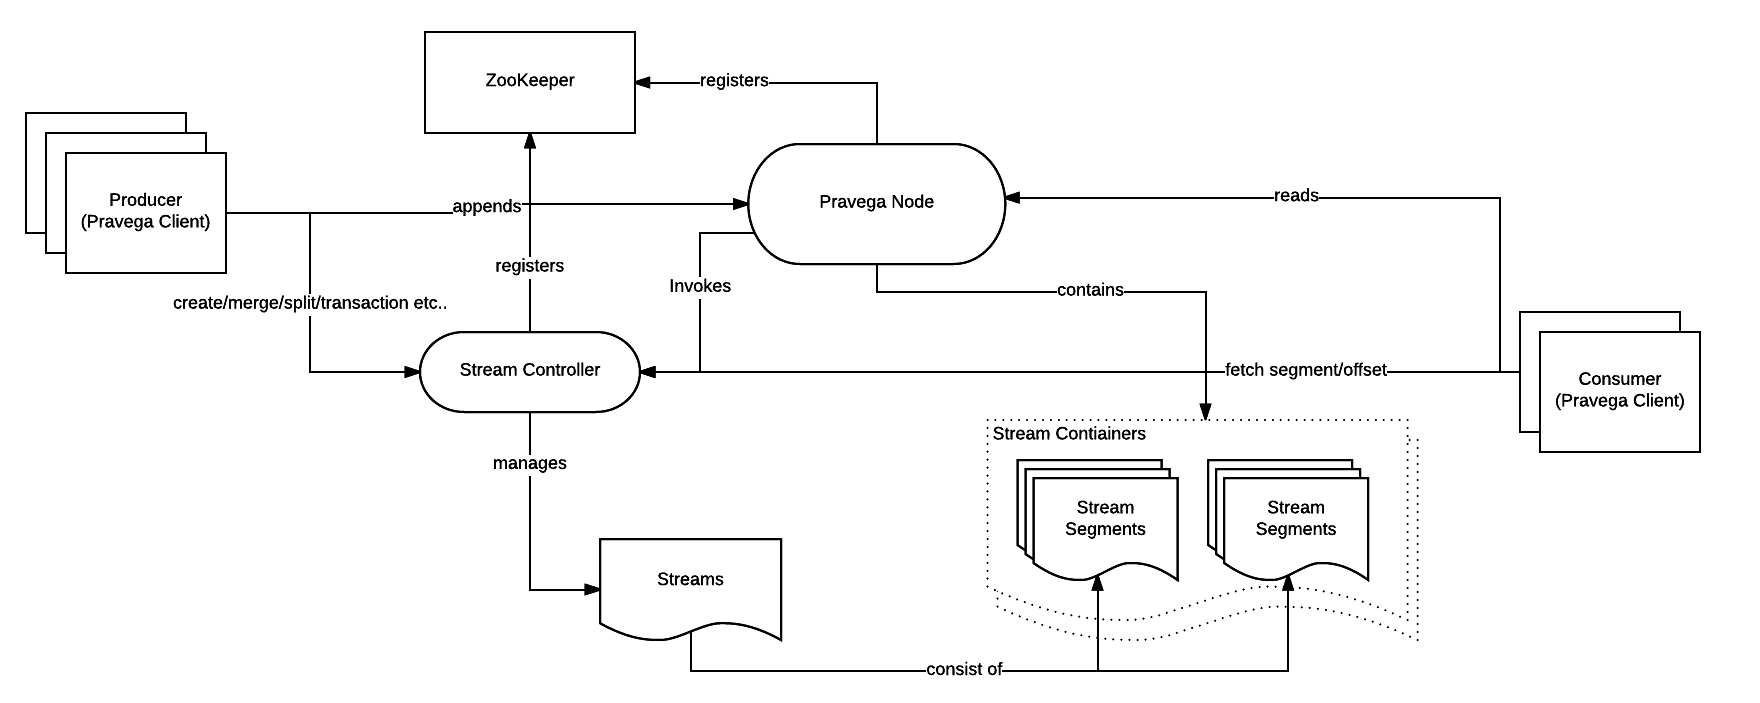 ZooKeeper
registers
Producer
(Pravega Client)
appends
Pravega Node
reads
registers
Invokes
contains
create/merge/split/transaction etc..
Stream Controller
fetch segment/offset
Consumer
(Pravega Client)
manages
Stream Contiainers
Stream
Segments
Stream
Segments
Streams
consist of